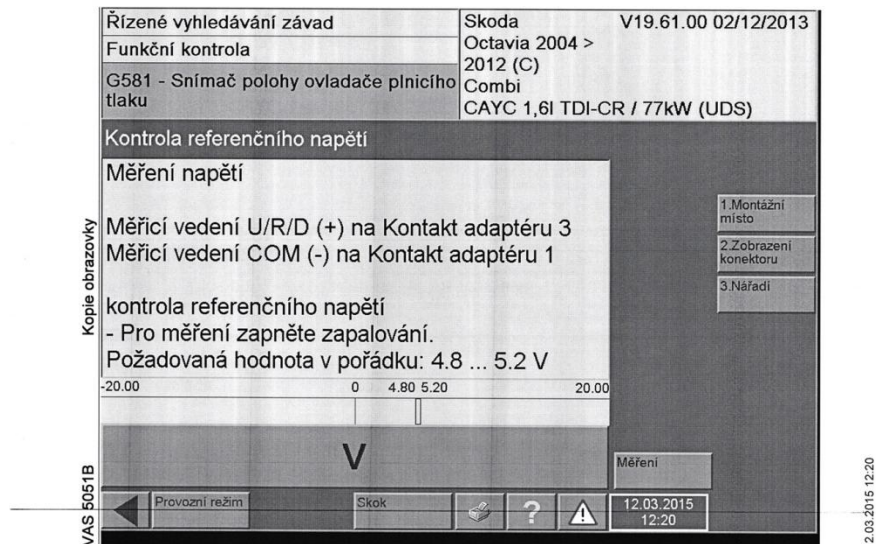 Řízené vyhledávání závad
Funkční kontrola
G581 - Snímač polohy ovladače plnicího
tlaku
Skoda
V19.61.00 02/12/2013
Octavia 2004 >
2012 (C)
Combi
CAYC 1,6l TDI-CR / 77kW (UDS)
Kontrola referenčního napětí
Měření napětí
Měřicí vedení U/R/D (+) na Kontakt adaptéru 3
Měřicí vedení COM (-) na Kontakt adaptéru 1
kontrola referenčního napětí
- Pro měření zapněte zapalování.
Požadovaná hodnota v pořádku: 4.8 ... 5.2 V
-20.00
0
4.80 5.20
20.00
V
1.Montážní
místo
2.Zobrazení
konektoru
3.Nářadí
Měření
Provozní režim
Skok
?
12.03.2015
12:20
Kopie obrazovky
VAS 5051B
2.03.2015 12:20